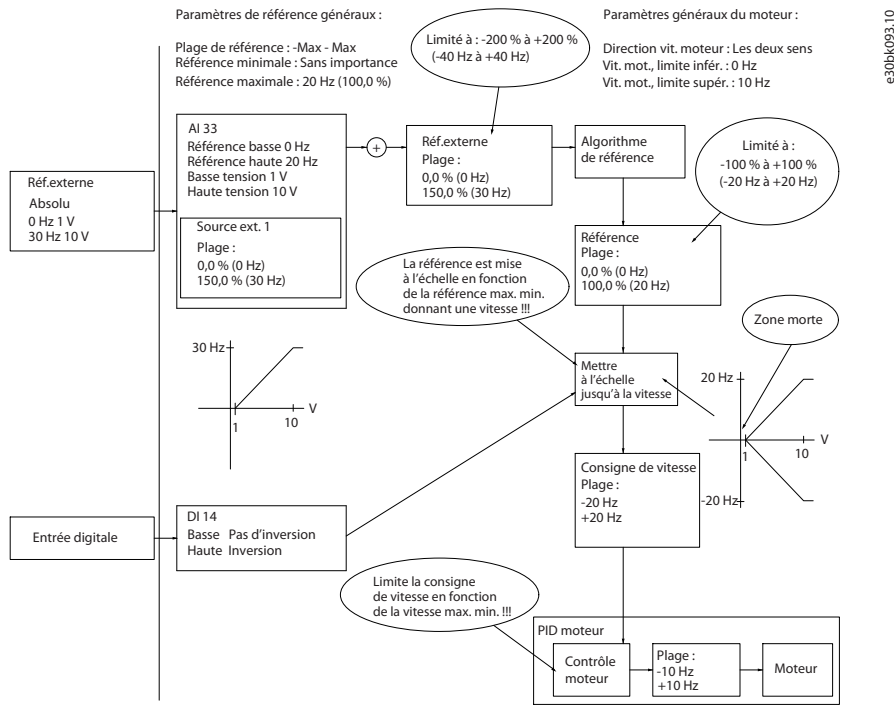 Paramètres de référence généraux :
Plage de référence : -Max - Max
Référence minimale : Sans importance
Référence maximale : 20 Hz (100,0 %)
Limité à : -200 % à +200 %
(-40 Hz à +40 Hz)
Paramètres généraux du moteur :
Direction vit. moteur : Les deux sens
Vit. mot., limite infér. : 0 Hz
Vit. mot., limite supér. : 10 Hz
e30bk093.10
Réf.externe
Absolu
0 Hz 1 V
30 Hz 10 V
AI 33
Référence basse 0 Hz
Référence haute 20 Hz
Basse tension 1 V
Haute tension 10 V
Source ext. 1
Plage :
0,0 % (0 Hz)
150,0 % (30 Hz)
+
Réf.externe
Plage :
0,0 % (0 Hz)
150,0 % (30 Hz)
Algorithme
de référence
Limité à :
-100 % à +100 %
(-20 Hz à +20 Hz)
Référence
Plage :
0,0 % (0 Hz)
100,0 % (20 Hz)
La référence est mise
à l'échelle en fonction
de la référence max. min.
donnant une vitesse !!!
Zone morte
30 Hz
V
1
10
Mettre
à l'échelle
jusqu'à la vitesse
20 Hz
V
1
10
-20 Hz
Consigne de vitesse
Plage :
-20 Hz
+20 Hz
Entrée digitale
DI 14
Basse Pas d'inversion
Haute Inversion
Limite la consigne
de vitesse en fonction
de la vitesse max. min. !!!
PID moteur
Contrôle
moteur
Plage :
-10 Hz
+10 Hz
Moteur